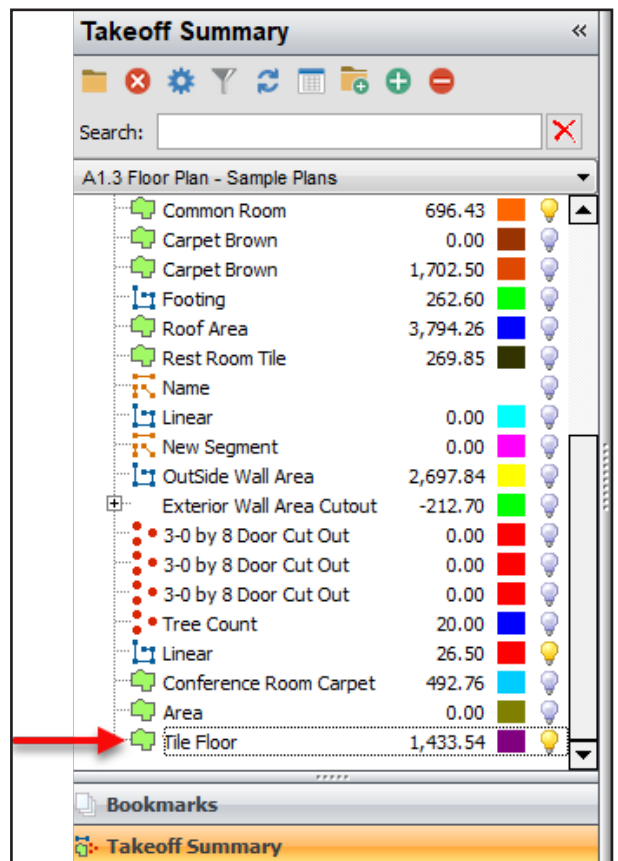 Takeoff Summary «
Search:
A1.3 Floor Plan - Sample Plans
Common Room 696.43
Carpet Brown 0.00
Carpet Brown 1,702.50
Footing 262.60
Roof Area 3,794.26
Rest Room Tile 269.85
Name
Linear 0.00
New Segment 0.00
OutSide Wall Area 2,697.84
Exterior Wall Area Cutout -212.70
3-0 by 8 Door Cut Out 0.00
3-0 by 8 Door Cut Out 0.00
3-0 by 8 Door Cut Out 0.00
Tree Count 20.00
Linear 26.50
Conference Room Carpet 492.76
Area 0.00
Tile Floor 1,433.54
Bookmarks
Takeoff Summary